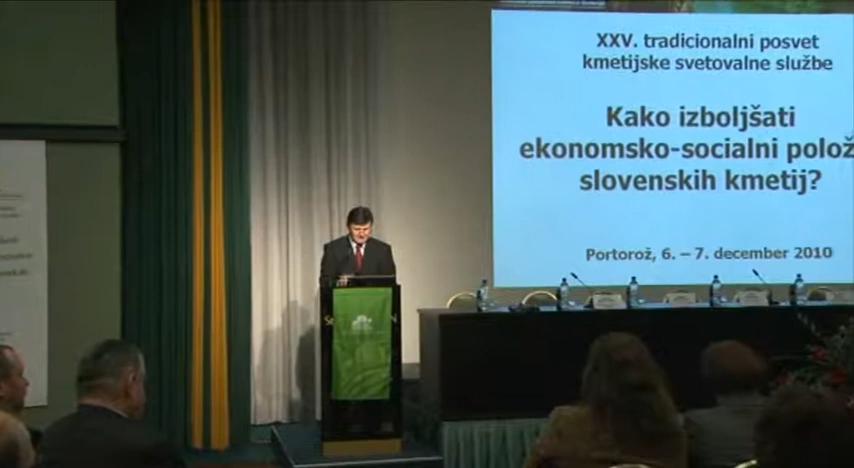 XXV. tradicionalni posvet
kmetijske svetovalne službe
Kako izboljšati
ekonomsko-socialni polož
slovenskih kmetij?
Portorož, 6. – 7. december 2010